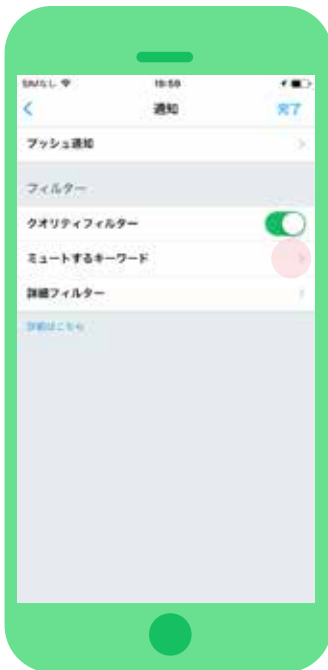 SIMなし 19:59
通知 完了
プッシュ通知
フィルター
クオリティフィルター
ミュートするキーワード
詳細フィルター
詳細はこちら